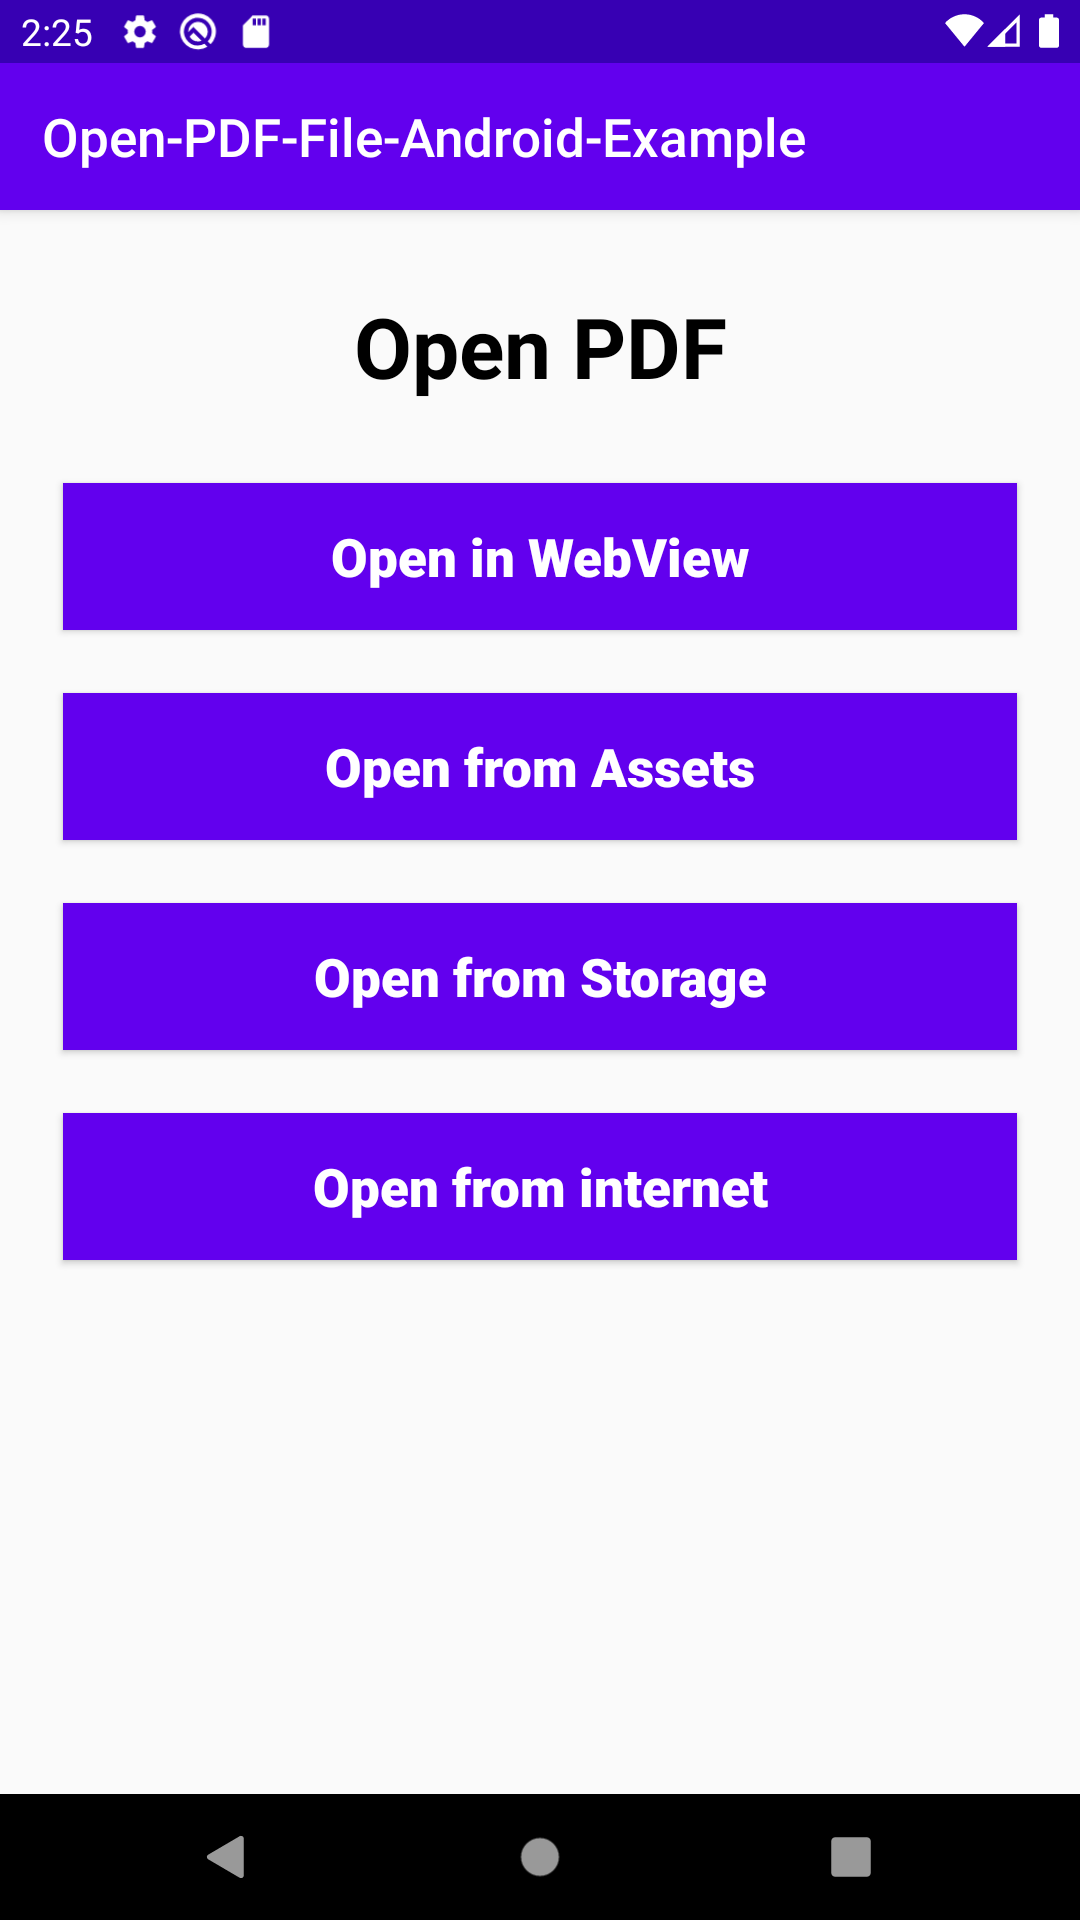 2:25
Open-PDF-File-Android-Example
Open PDF
Open in WebView
Open from Assets
Open from Storage
Open from internet